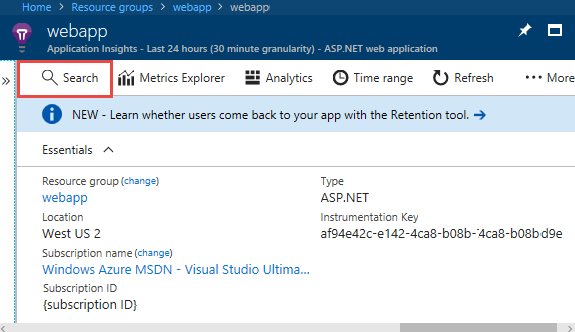 Home > Resource groups > webapp > webapp
webapp
Application Insights - Last 24 hours (30 minute granularity) - ASP.NET web application
» Search Metrics Explorer Analytics Time range Refresh ... More
NEW - Learn whether users come back to your app with the Retention tool. →
Essentials
Resource group (change) Type
webapp ASP.NET
Location Instrumentation Key
West US 2 af94e42c-e142-4ca8-b08b-'4ca8-b08bd9e
Subscription name (change)
Windows Azure MSDN - Visual Studio Ultima...
Subscription ID
{subscription ID}